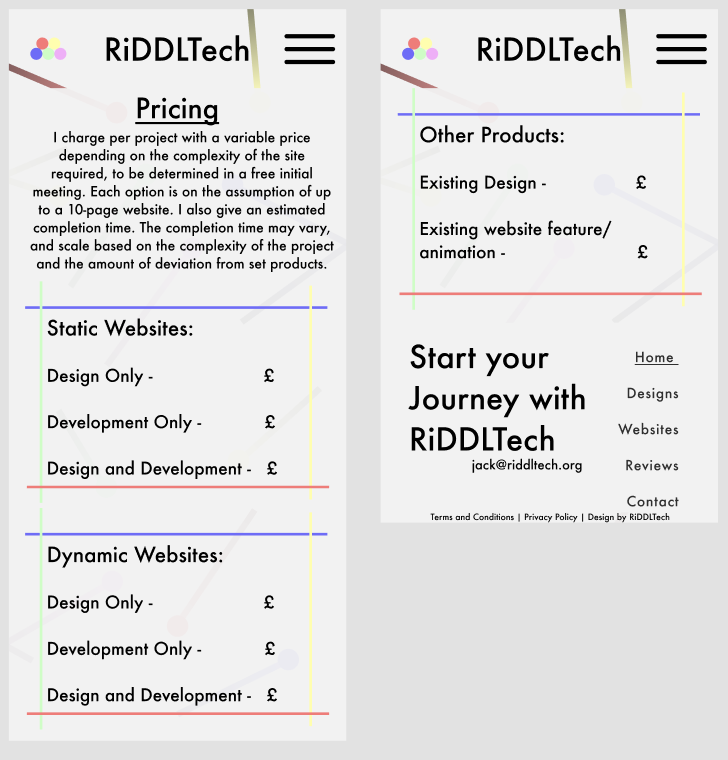 RiDDLTech
Pricing
I charge per project with a variable price
depending on the complexity of the site
required, to be determined in a free initial
meeting. Each option is on the assumption of up
to a 10-page website. I also give an estimated
completion time. The completion time may vary,
and scale based on the complexity of the project
and the amount of deviation from set products.
Static Websites:
Design Only - £
Development Only - £
Design and Development - £
Dynamic Websites:
Design Only - £
Development Only - £
Design and Development - £
RiDDLTech
Other Products:
Existing Design - £
Existing website feature/
animation - £
Start your
Journey with
RiDDLTech
jack@riddltech.org
Home
Designs
Websites
Reviews
Contact
Terms and Conditions | Privacy Policy | Design by RiDDLTech